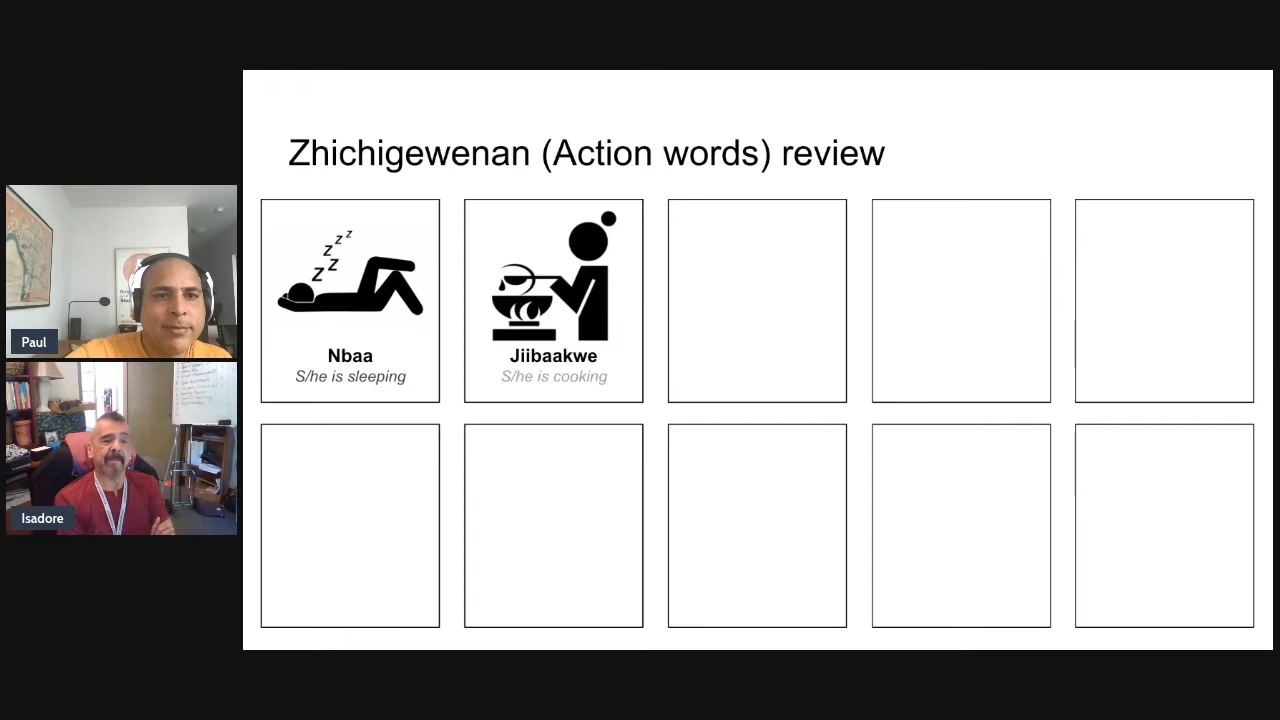 Zhichigewenan (Action words) review
Z Z Z Z Z
Nbaa
S/he is sleeping
Jiibaakwe
S/he is cooking
Paul
Isadore